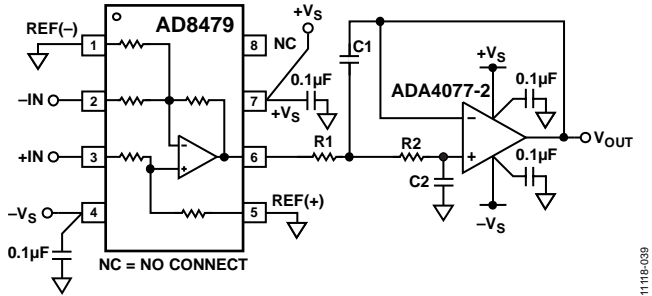 AD8479
REF(–)
1
8 NC
+VS
–IN
2
7
+VS
0.1µF
+IN
3
6
–VS
4
5
REF(+)
0.1µF
NC = NO CONNECT
R1
C1
R2
C2
ADA4077-2
+VS
0.1µF
–
+
VOUT
0.1µF
–VS
–
+
11118-039